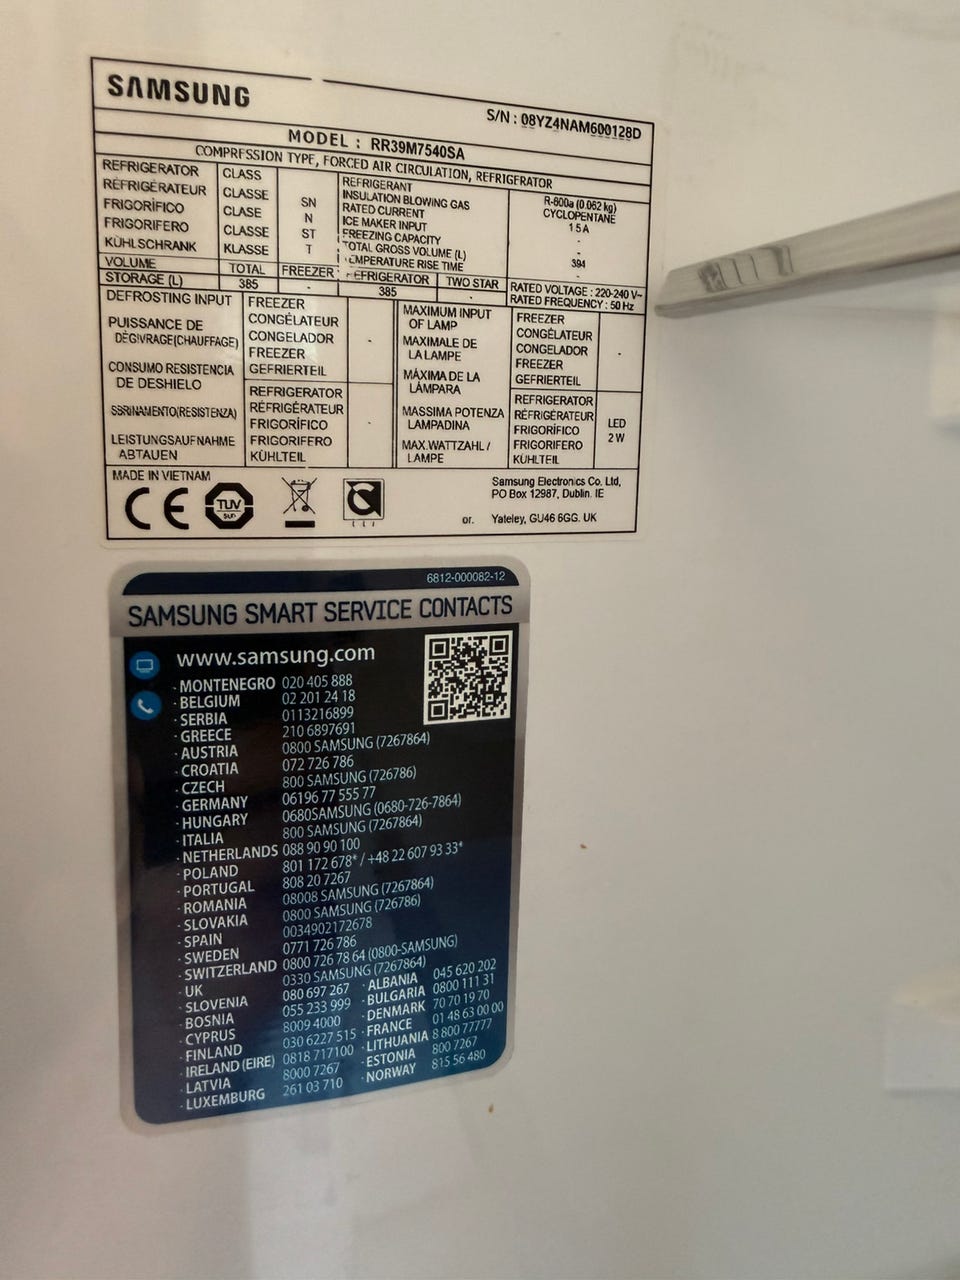 SAMSUNG
S/N : 08YZ4NAM600128D
MODEL : RR39M7540SA
COMPRFSSION TYPE, FORCED AIR CIRCULATION, REFRIGFRATOR
REFRIGERATOR
RÉFRIGÉRATEUR
FRIGORÍFICO
FRIGORIFERO
KÜHLSCHRANK
CLASS
CLASSE
CLASE
CLASSE
KLASSE
SN
N
ST
T
REFRIGERANT
INSULATION BLOWING GAS
RATED CURRENT
ICE MAKER INPUT
FREEZING CAPACITY
TOTAL GROSS VOLUME (L)
TEMPERATURE RISE TIME
R-600a (0.062 kg)
CYCLOPENTANE
1.5 A
-
-
394
-
VOLUME
STORAGE (L)
TOTAL
385
FREEZER
-
REFRIGERATOR
385
TWO STAR
-
RATED VOLTAGE : 220-240 V~
RATED FREQUENCY : 50 Hz
DEFROSTING INPUT
PUISSANCE DE
DÉGIVRAGE(CHAUFFAGE)
CONSUMO RESISTENCIA
DE DESHIELO
SBRINAMENTO(RESISTENZA)
LEISTUNGSAUFNAHME
ABTAUEN
FREEZER
CONGÉLATEUR
CONGELADOR
FREEZER
GEFRIERTEIL
-
REFRIGERATOR
RÉFRIGÉRATEUR
FRIGORÍFICO
FRIGORIFERO
KÜHLTEIL
-
MAXIMUM INPUT
OF LAMP
MAXIMALE DE
LA LAMPE
MÁXIMA DE LA
LÁMPARA
MASSIMA POTENZA
LAMPADINA
MAX.WATTZAHL /
LAMPE
FREEZER
CONGÉLATEUR
CONGELADOR
FREEZER
GEFRIERTEIL
-
REFRIGERATOR
RÉFRIGÉRATEUR
FRIGORÍFICO
FRIGORIFERO
KÜHLTEIL
LED
2 W
MADE IN VIETNAM
CE
TUV
SUD
Samsung Electronics Co. Ltd,
PO Box 12987, Dublin. IE
or. Yateley, GU46 6GG. UK
6812-000082-12
SAMSUNG SMART SERVICE CONTACTS
www.samsung.com
· MONTENEGRO 020 405 888
· BELGIUM 02 201 24 18
· SERBIA 0113216899
· GREECE 210 6897691
· AUSTRIA 0800 SAMSUNG (7267864)
· CROATIA 072 726 786
· CZECH 800 SAMSUNG (726786)
· GERMANY 06196 77 555 77
· HUNGARY 0680SAMSUNG (0680-726-7864)
· ITALIA 800 SAMSUNG (7267864)
· NETHERLANDS 088 90 90 100
· POLAND 801 172 678* / +48 22 607 93 33*
· PORTUGAL 808 20 7267
· ROMANIA 08008 SAMSUNG (7267864)
· SLOVAKIA 0800 SAMSUNG (726786)
· SPAIN 0034902172678
· SWEDEN 0771 726 786
· SWITZERLAND 0800 726 78 64 (0800-SAMSUNG)
· UK 0330 SAMSUNG (7267864)
· SLOVENIA 080 697 267 · ALBANIA 045 620 202
· BOSNIA 055 233 999 · BULGARIA 0800 111 31
· CYPRUS 8009 4000 · DENMARK 70 70 19 70
· FINLAND 030 6227 515 · FRANCE 01 48 63 00 00
· IRELAND (EIRE) 0818 717100 · LITHUANIA 8 800 77777
· LATVIA 8000 7267 · ESTONIA 800 7267
· LUXEMBURG 261 03 710 · NORWAY 815 56 480